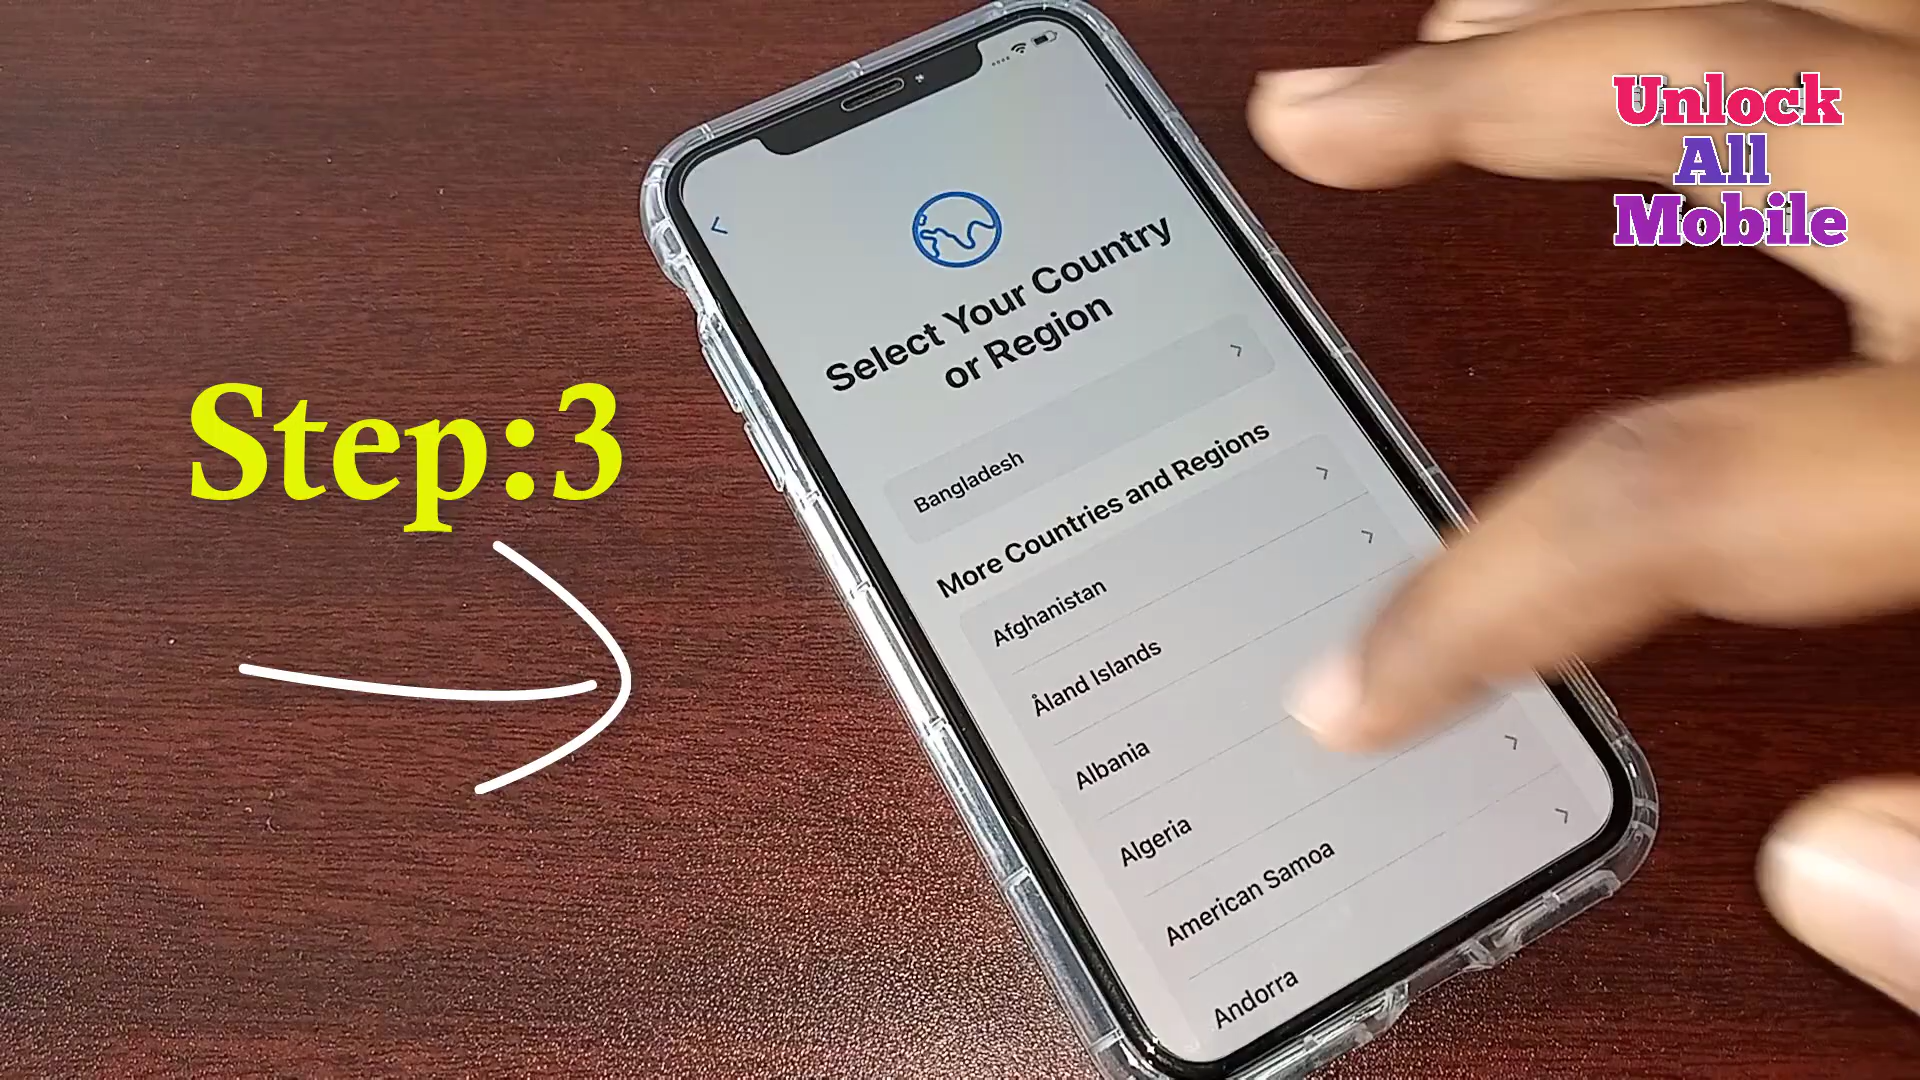 Unlock
All
Mobile
Step:3
Select Your Country
or Region
Bangladesh
More Countries and Regions
Afghanistan
Åland Islands
Albania
Algeria
American Samoa
Andorra